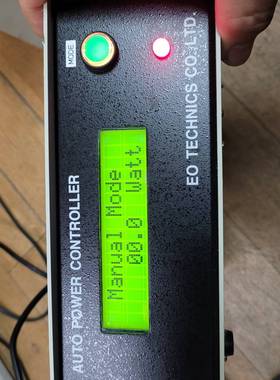 MODE
AUTO POWER CONTROLLER
Manual Mode
00.0 Watt
EO TECHNICS CO.,LTD.